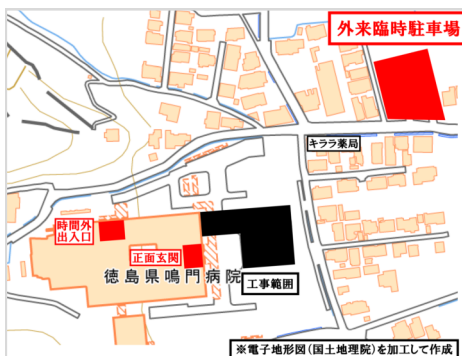 外来臨時駐車場
キララ薬局
時間外
出入口
正面玄関
徳島県鳴門病院
工事範囲
※電子地形図(国土地理院)を加工して作成